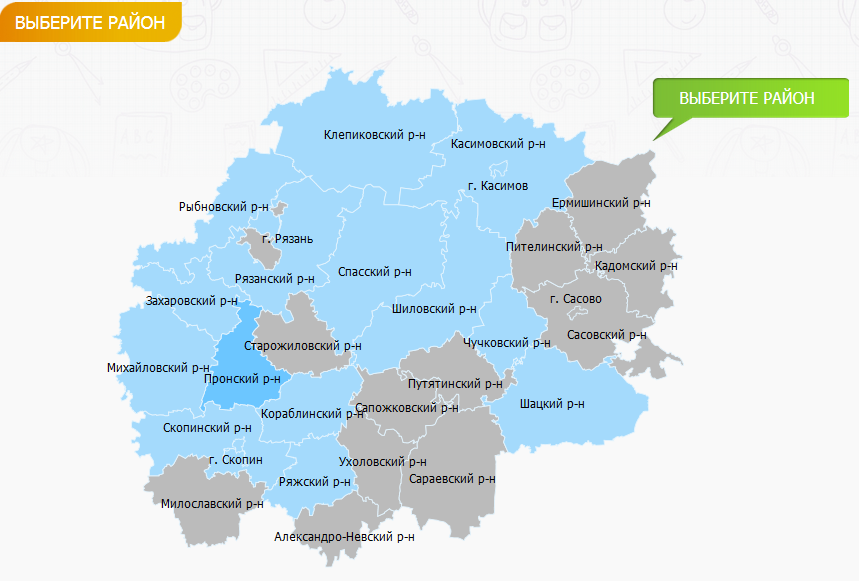 ВЫБЕРИТЕ РАЙОН
ВЫБЕРИТЕ РАЙОН
Клепиковский р-н
Касимовский р-н
г. Касимов
Ермишинский р-н
Рыбновский р-н
г. Рязань
Пителинский р-н
Кадомский р-н
Спасский р-н
Рязанский р-н
Захаровский р-н
г. Сасово
Шиловский р-н
Сасовский р-н
Чучковский р-н
Старожиловский р-н
Михайловский р-н
Пронский р-н
Путятинский р-н
Шацкий р-н
Сапожковский р-н
Кораблинский р-н
Скопинский р-н
г. Скопин
Ухоловский р-н
Сараевский р-н
Ряжский р-н
Милославский р-н
Александро-Невский р-н